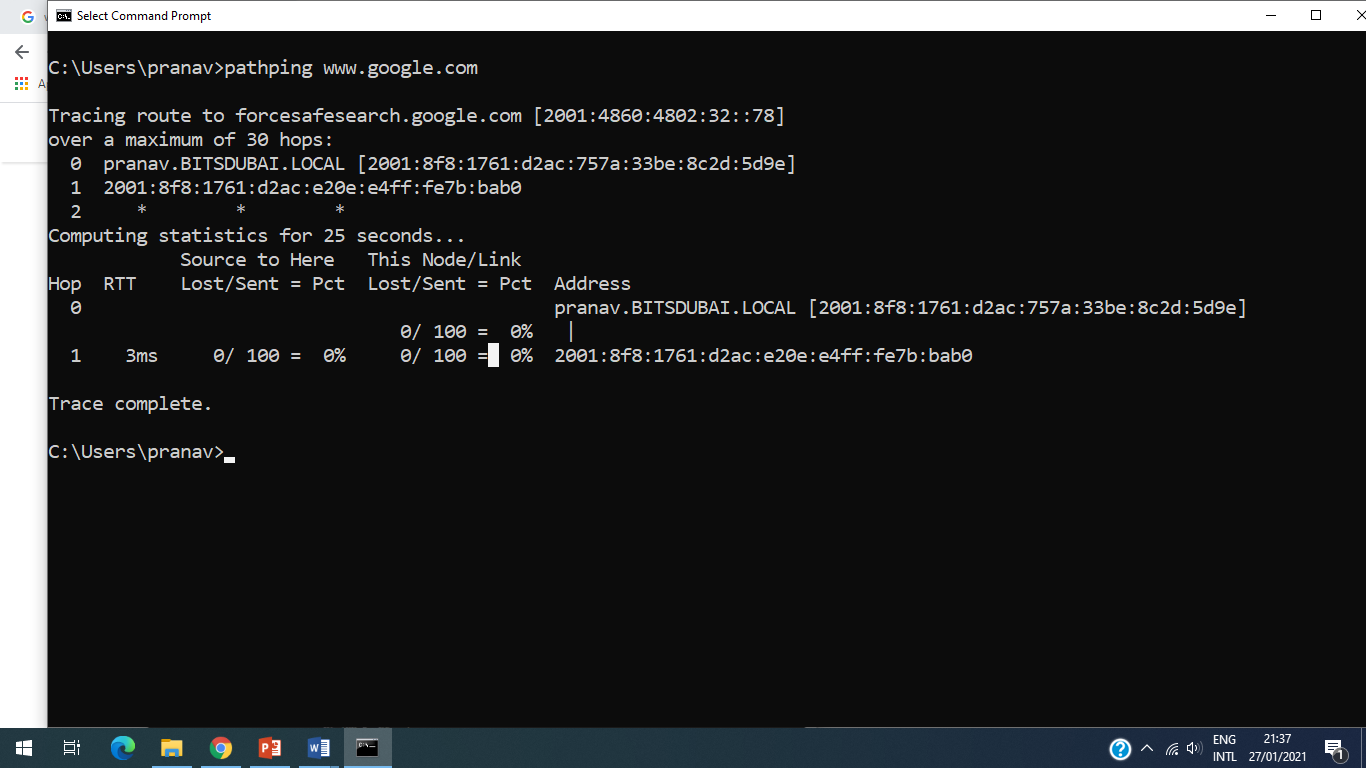 Select Command Prompt
C:\Users\pranav>pathping www.google.com
Tracing route to forcesafesearch.google.com [2001:4860:4802:32::78]
over a maximum of 30 hops:
0 pranav.BITSDUBAI.LOCAL [2001:8f8:1761:d2ac:757a:33be:8c2d:5d9e]
1 2001:8f8:1761:d2ac:e20e:e4ff:fe7b:bab0
2 * * *
Computing statistics for 25 seconds...
Source to Here This Node/Link
Hop RTT Lost/Sent = Pct Lost/Sent = Pct Address
0 pranav.BITSDUBAI.LOCAL [2001:8f8:1761:d2ac:757a:33be:8c2d:5d9e]
0/ 100 = 0% |
1 3ms 0/ 100 = 0% 0/ 100 = 0% 2001:8f8:1761:d2ac:e20e:e4ff:fe7b:bab0
Trace complete.
C:\Users\pranav>_
ENG 21:37
INTL 27/01/2021 1